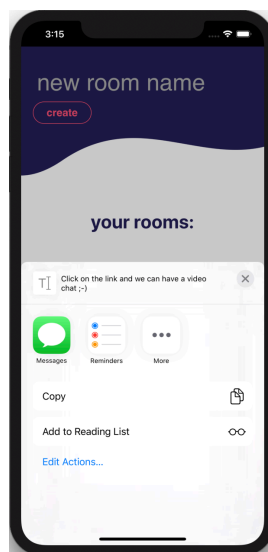 3:15
new room name
create
your rooms:
TI
Click on the link and we can have a video
chat ;-)
Messages
Reminders
More
Copy
Add to Reading List
Edit Actions...